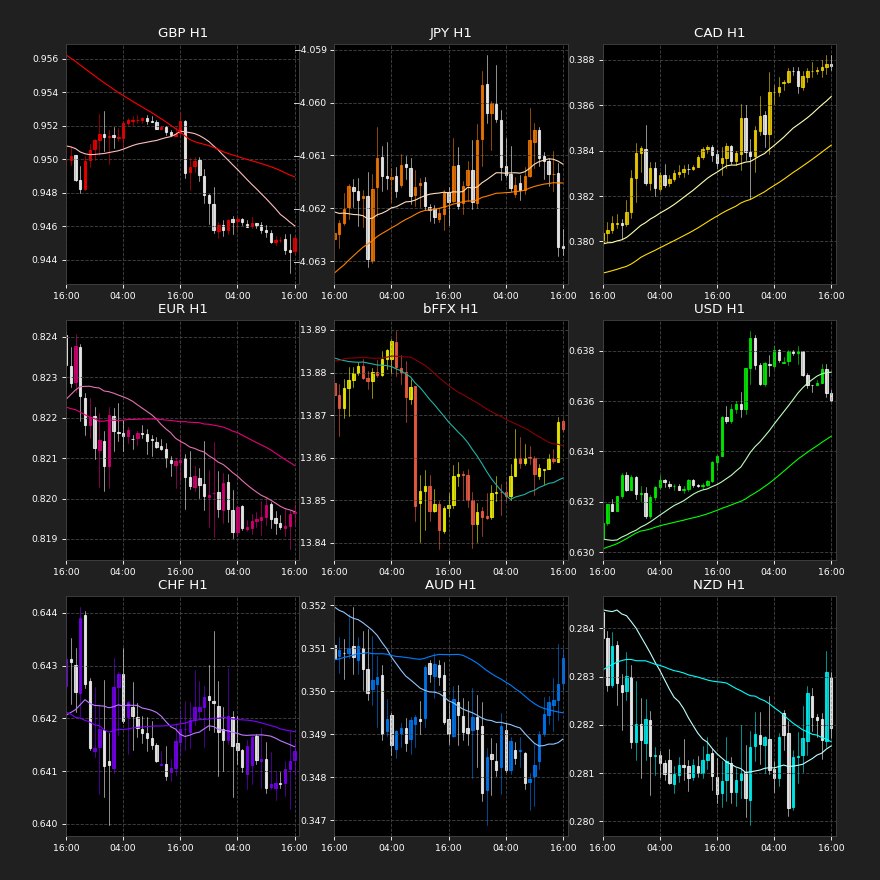 GBP H1
0.956
0.954
0.952
0.950
0.948
0.946
0.944
16:00 04:00 16:00 04:00 16:00
JPY H1
−4.059
−4.060
−4.061
−4.062
−4.063
16:00 04:00 16:00 04:00 16:00
CAD H1
0.388
0.386
0.384
0.382
0.380
16:00 04:00 16:00 04:00 16:00
EUR H1
0.824
0.823
0.822
0.821
0.820
0.819
16:00 04:00 16:00 04:00 16:00
bFFX H1
13.89
13.88
13.87
13.86
13.85
13.84
16:00 04:00 16:00 04:00 16:00
USD H1
0.638
0.636
0.634
0.632
0.630
16:00 04:00 16:00 04:00 16:00
CHF H1
0.644
0.643
0.642
0.641
0.640
16:00 04:00 16:00 04:00 16:00
AUD H1
0.352
0.351
0.350
0.349
0.348
0.347
16:00 04:00 16:00 04:00 16:00
NZD H1
0.284
0.283
0.282
0.281
0.280
16:00 04:00 16:00 04:00 16:00